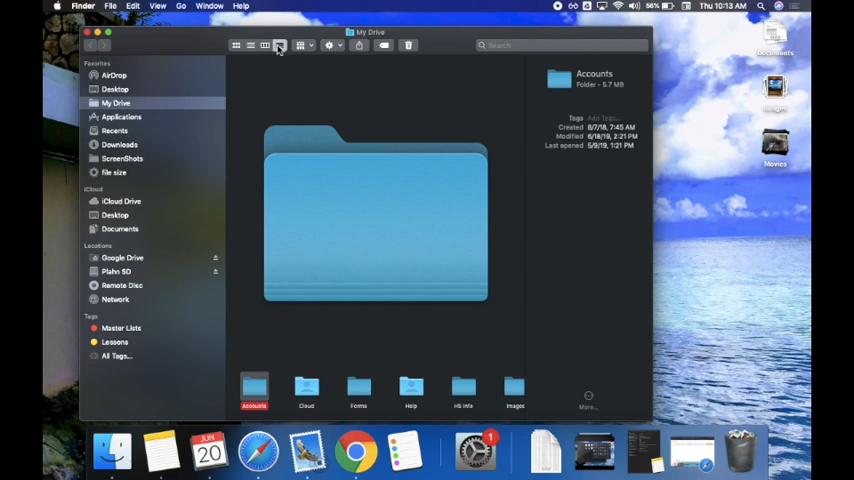 Finder File Edit View Go Window Help
56% Thu 10:13 AM
My Drive
Search
Favorites
AirDrop
Desktop
My Drive
Applications
Recents
Downloads
ScreenShots
file size
iCloud
iCloud Drive
Desktop
Documents
Locations
Google Drive
Plahn SD
Remote Disc
Network
Tags
Master Lists
Lessons
All Tags...
Accounts
Folder - 5.7 MB
Tags Add Tags...
Created 8/7/18, 7:45 AM
Modified 6/18/19, 2:21 PM
Last opened 5/9/19, 1:21 PM
More...
Accounts Cloud Forms Help HS Info Images
Documents
Movies
JUN
20
1